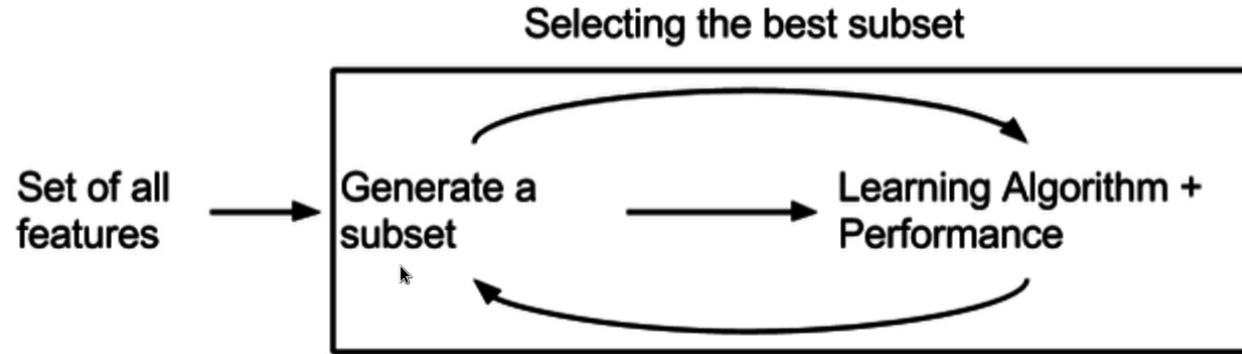 Selecting the best subset
Set of all
features
Generate a
subset
Learning Algorithm +
Performance